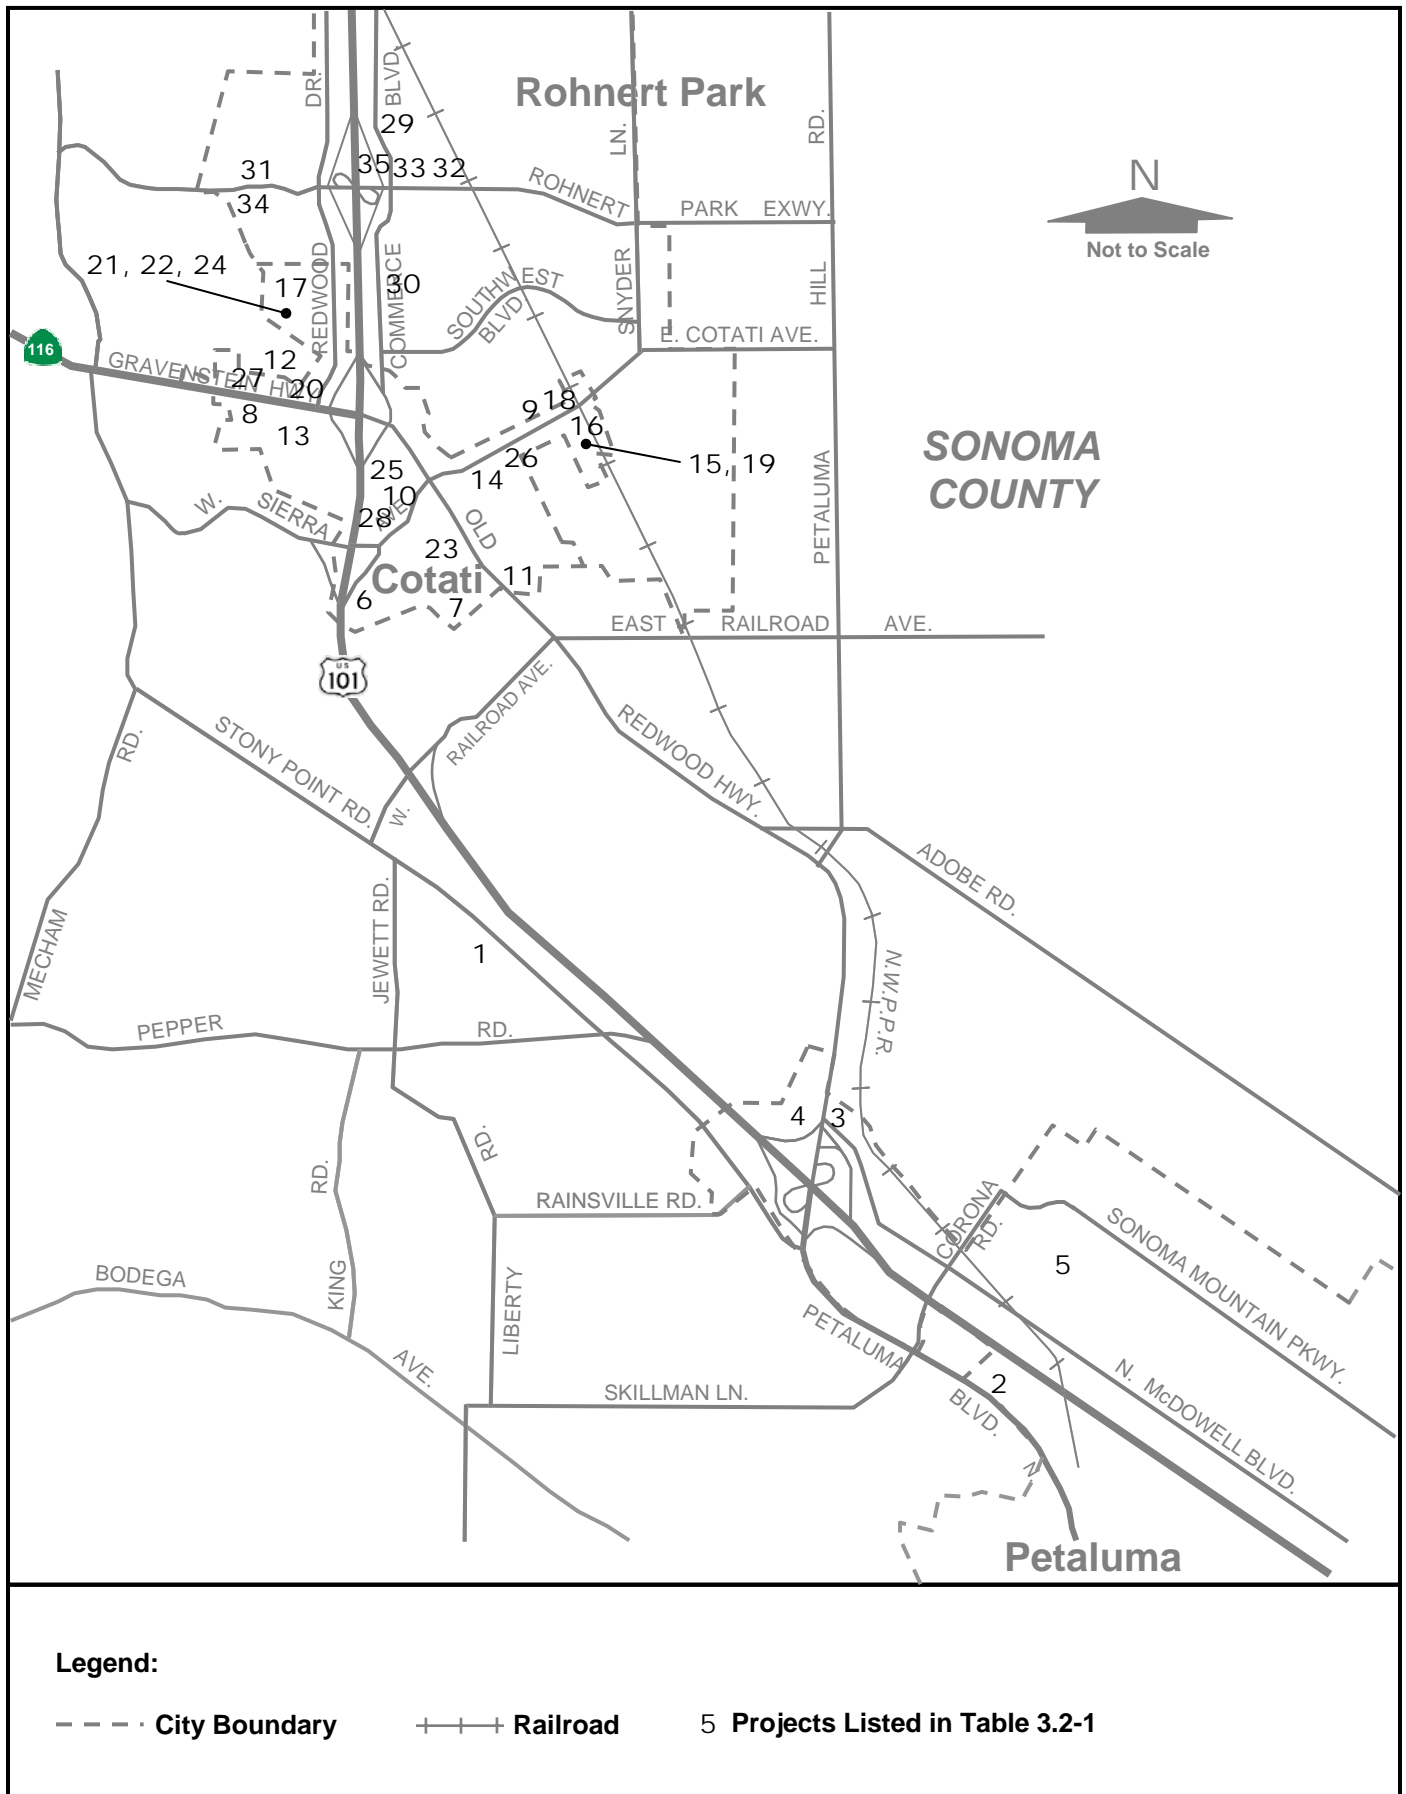 Rohnert Park
DR.
BLVD.
LN.
RD.
29
31
35 33 32
34
ROHNERT
PARK EXWY.
N
Not to Scale
21, 22, 24
17
REDWOOD
COMMERCE
30
SOUTHWEST
BLVD.
SNYDER
HILL
E. COTATI AVE.
116
GRAVENSTEIN HWY.
12
27
20
8
13
9
18
16
15, 19
26
14
25
10
28
AVE.
W.
SIERRA
OLD
PETALUMA
SONOMA
COUNTY
23
Cotati
11
6
7
EAST RAILROAD AVE.
US
101
RAILROAD AVE.
W.
REDWOOD HWY.
STONY POINT RD.
RD.
MECHAM
ADOBE RD.
JEWETT RD.
1
N.W.P.P.R.
PEPPER
RD.
4
3
RD.
RD.
RAINSVILLE RD.
CORONA
RD.
5
SONOMA MOUNTAIN PKWY.
BODEGA
KING
LIBERTY
AVE.
PETALUMA
BLVD.
N.
2
N. McDOWELL BLVD.
SKILLMAN LN.
Petaluma
Legend:
City Boundary
Railroad
5 Projects Listed in Table 3.2-1